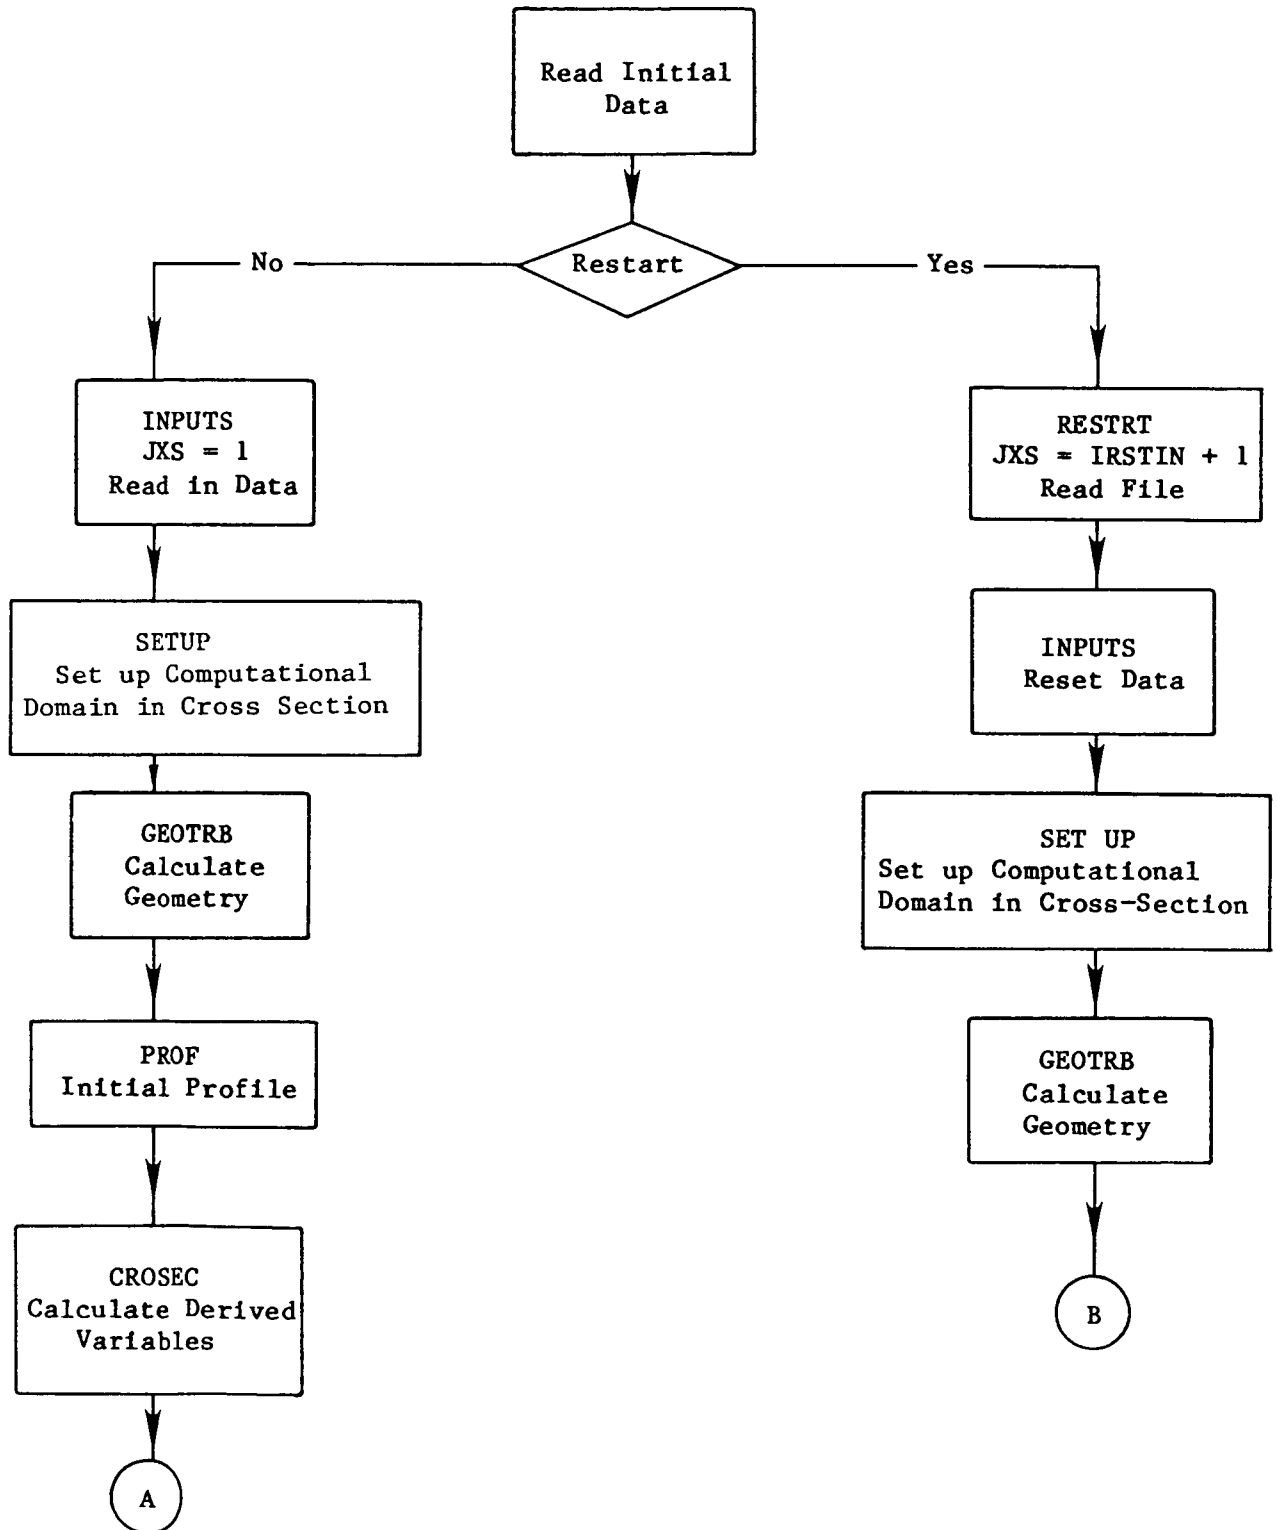 Read Initial
Data
Restart
No
Yes
INPUTS
JXS = 1
Read in Data
SETUP
Set up Computational
Domain in Cross Section
GEOTRB
Calculate
Geometry
PROF
Initial Profile
CROSEC
Calculate Derived
Variables
A
RESTRT
JXS = IRSTIN + 1
Read File
INPUTS
Reset Data
SET UP
Set up Computational
Domain in Cross-Section
GEOTRB
Calculate
Geometry
B